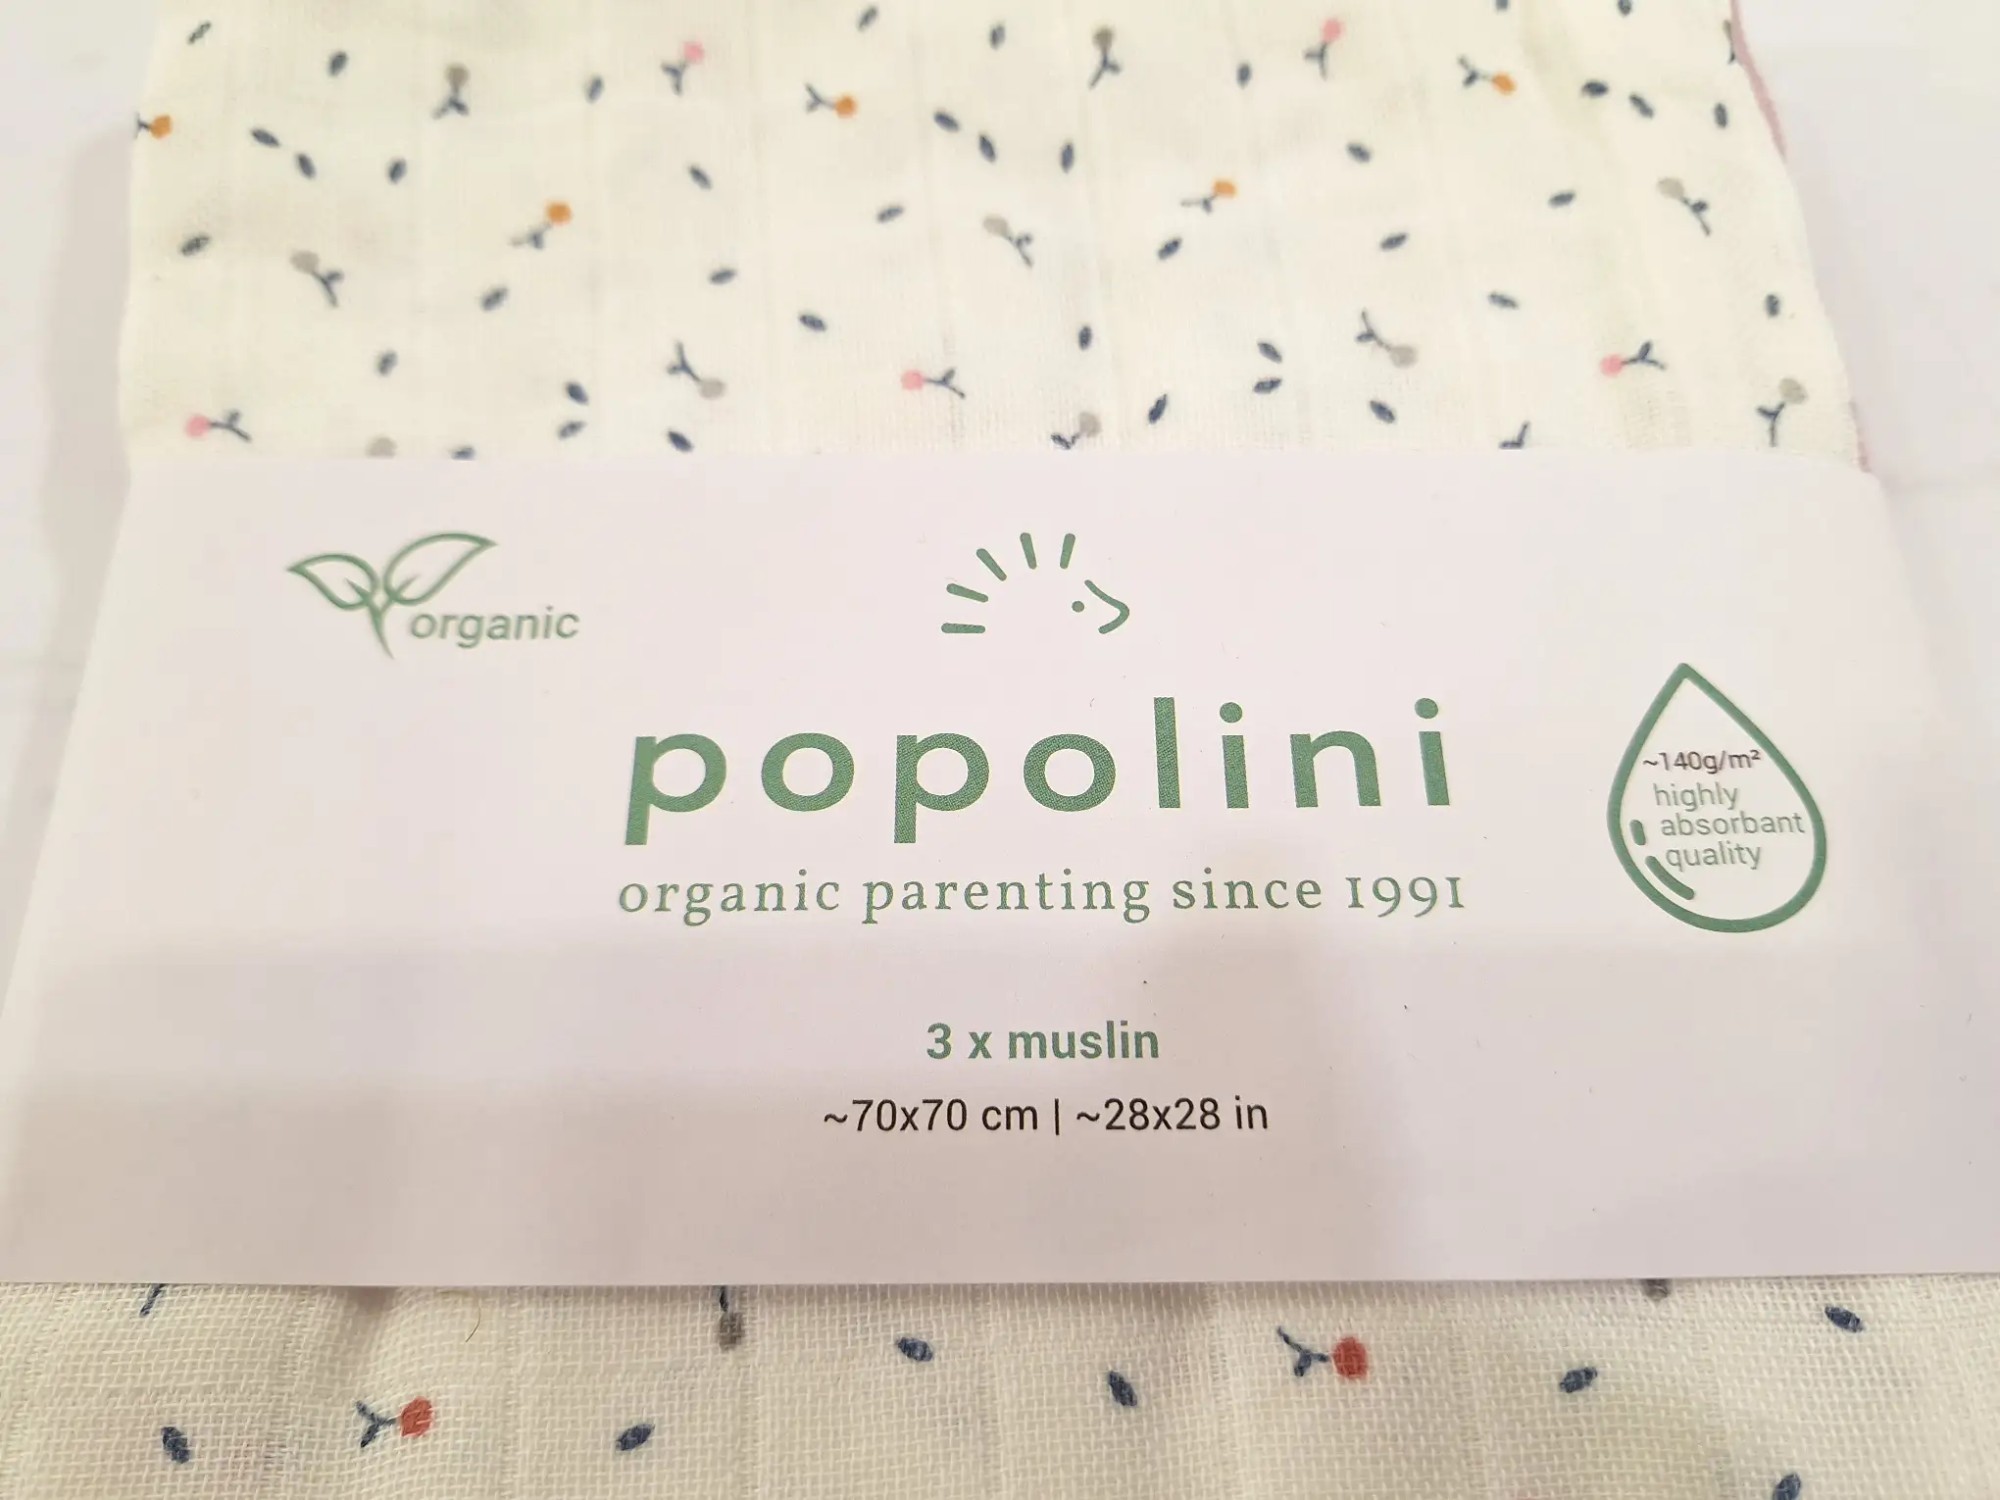 organic
popolini
organic parenting since 1991
~140g/m²
highly
absorbant
quality
3 x muslin
~70x70 cm | ~28x28 in